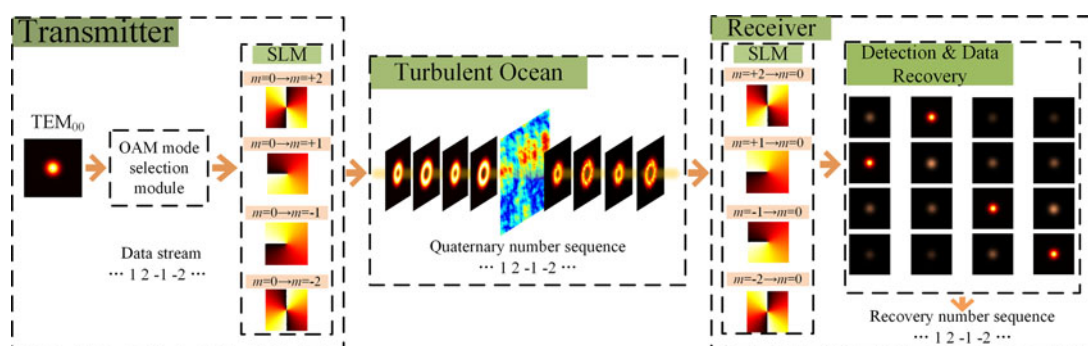 Transmitter
TEM₀₀
OAM mode
selection
module
Data stream
··· 1 2 -1 -2 ···
SLM
m=0→m=+2
m=0→m=+1
m=0→m=-1
m=0→m=-2
Turbulent Ocean
Quaternary number sequence
··· 1 2 -1 -2 ···
Receiver
SLM
m=+2→m=0
m=+1→m=0
m=-1→m=0
m=-2→m=0
Detection & Data
Recovery
Recovery number sequence
··· 1 2 -1 -2 ···